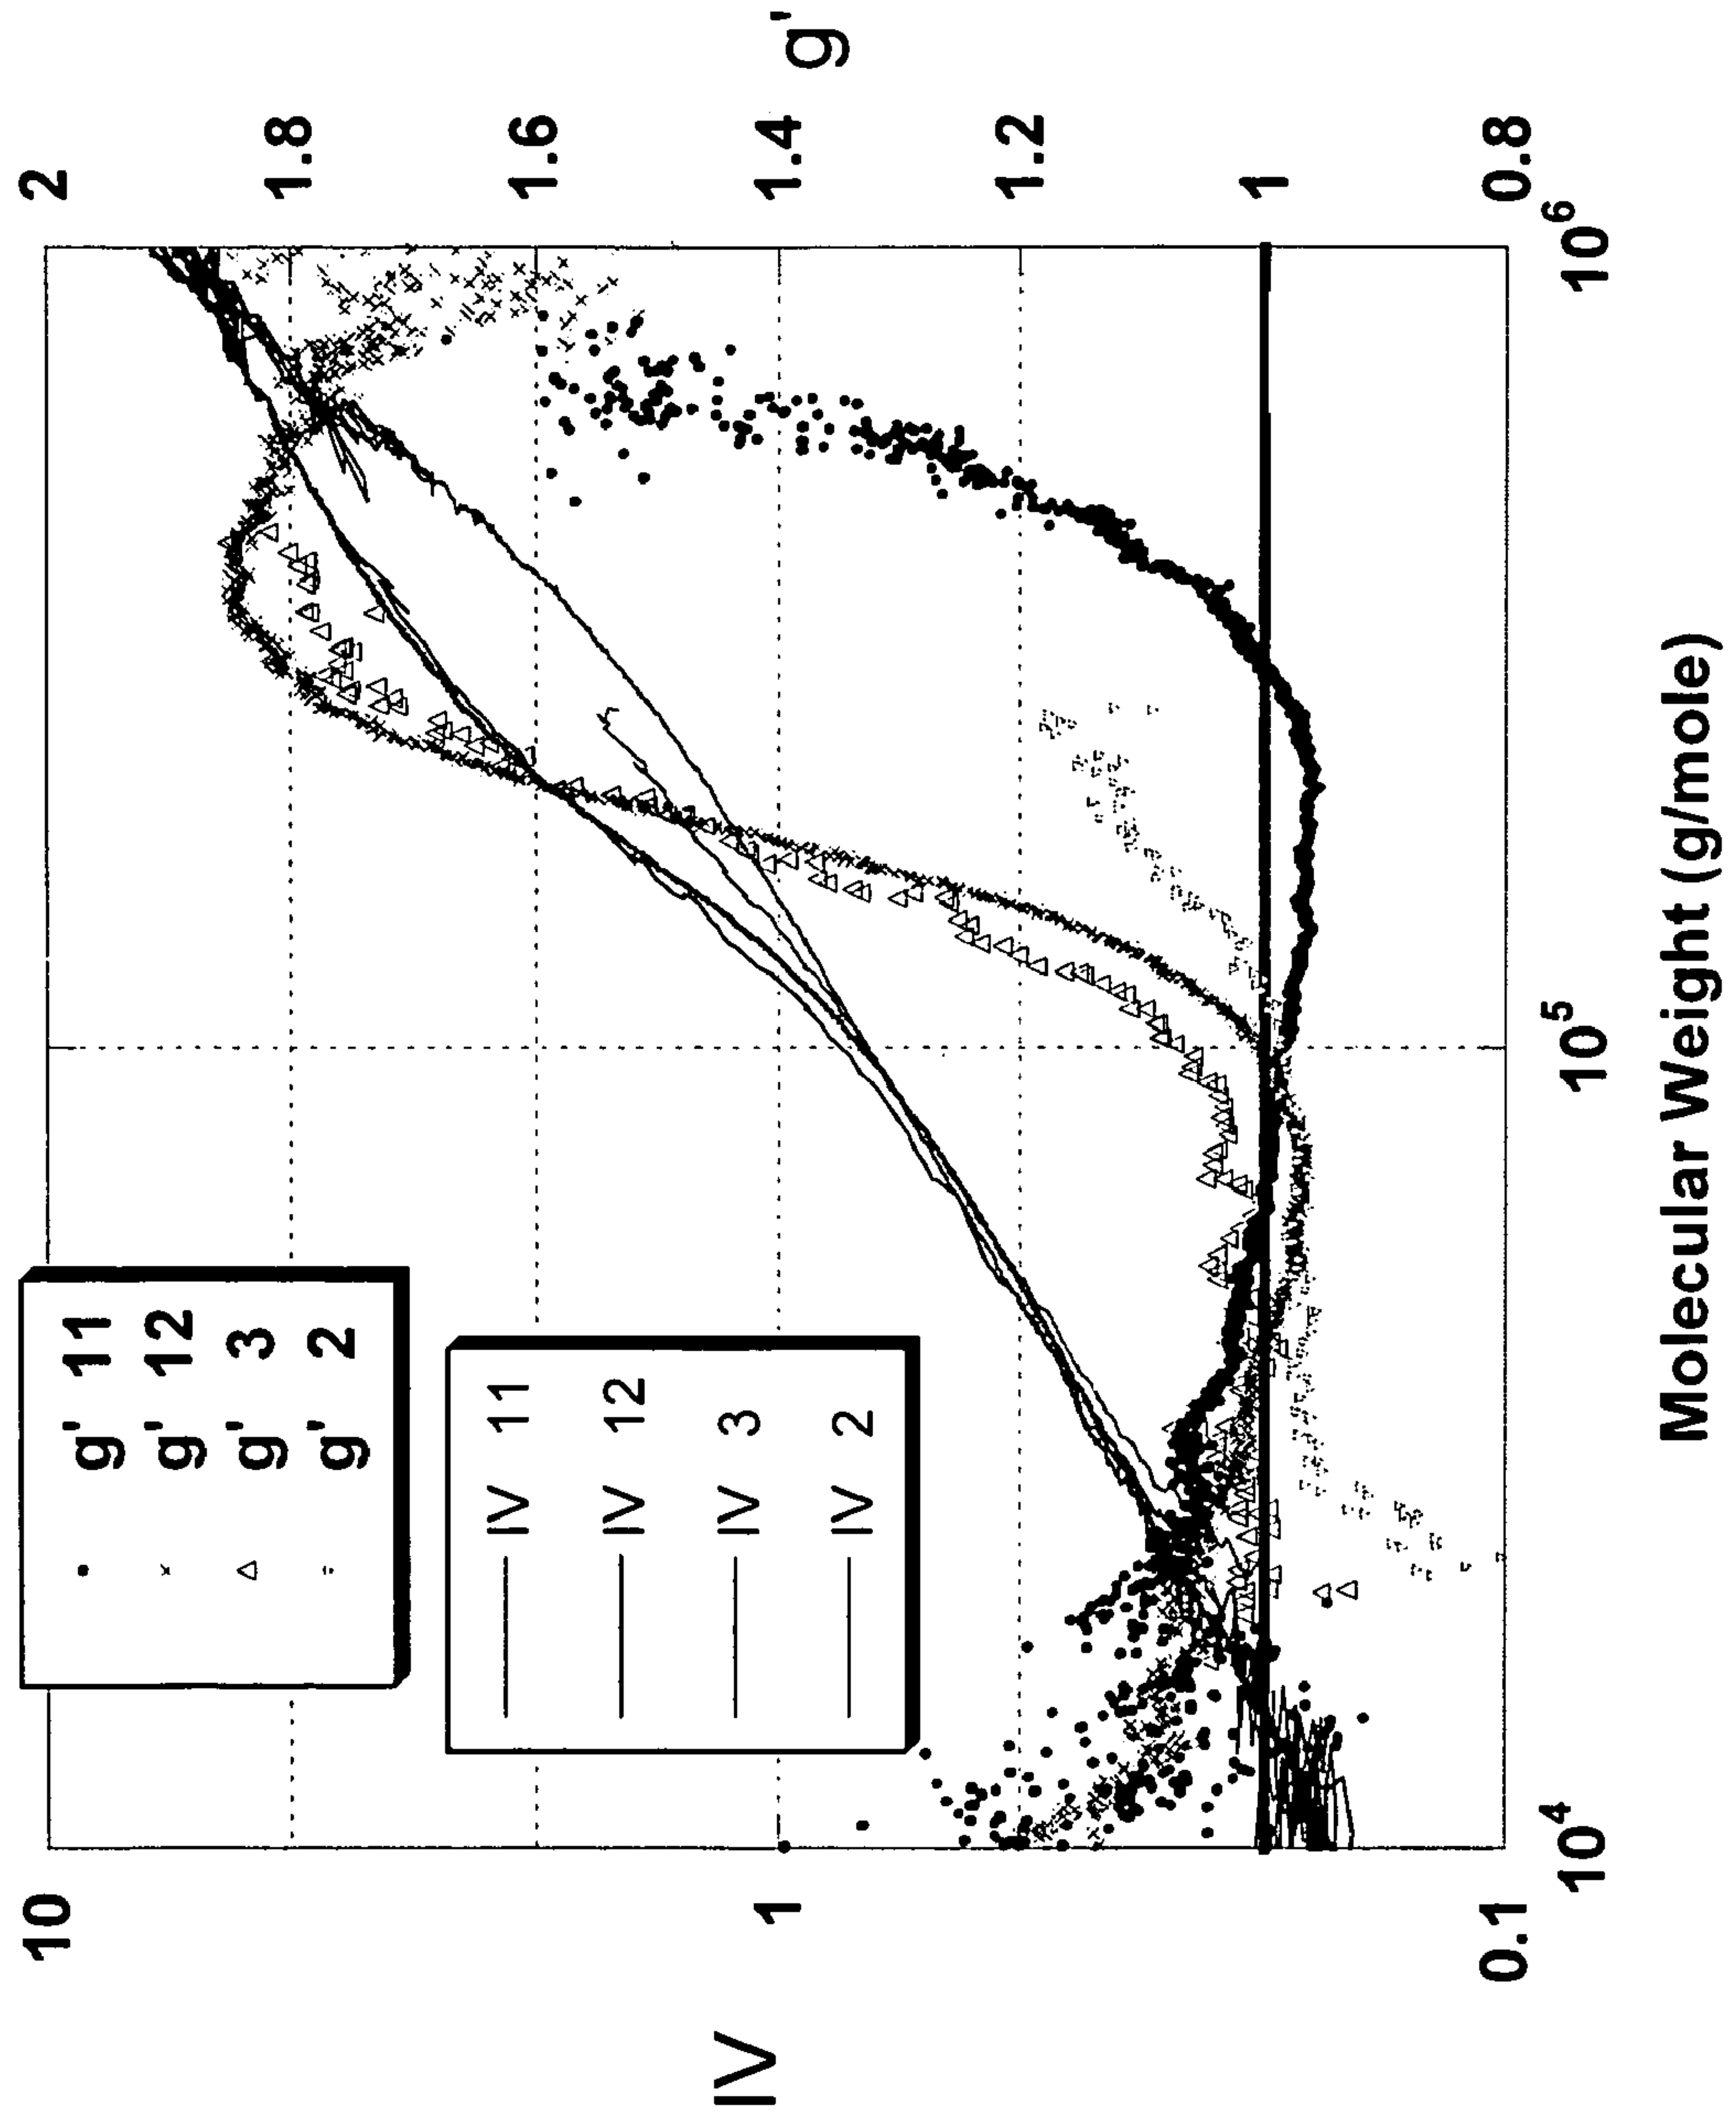 g' 11
g' 12
g' 3
g' 2
IV 11
IV 12
IV 3
IV 2
IV
10
1
0.1
g'
2
1.8
1.6
1.4
1.2
1
0.8
10⁴
10⁵
10⁶
Molecular Weight (g/mole)